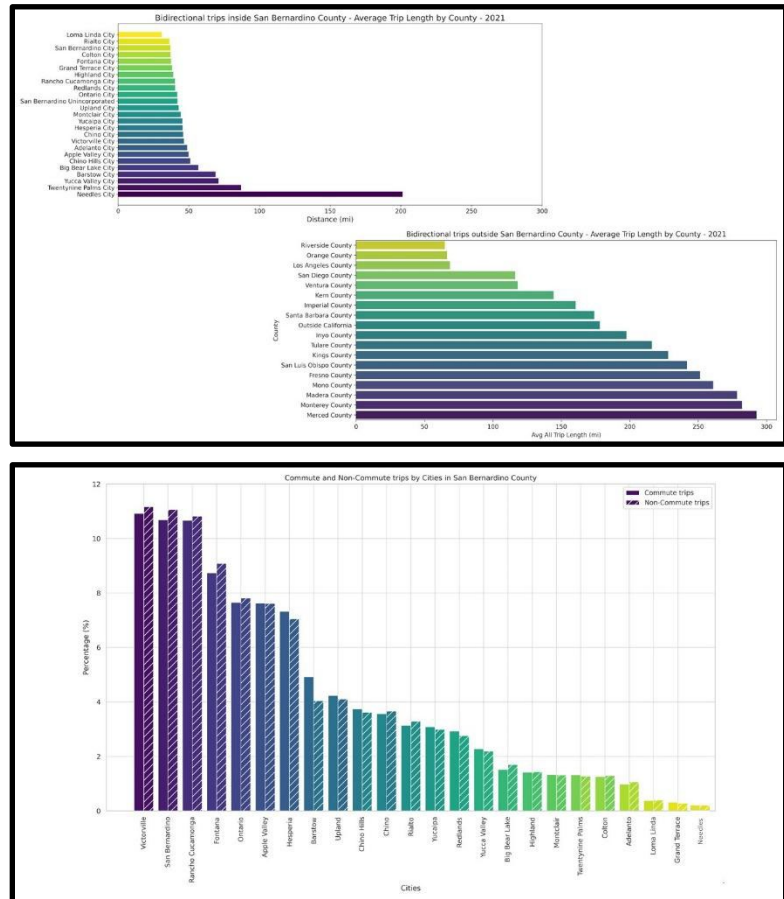 Bidirectional trips inside San Bernardino County - Average Trip Length by County - 2021
Loma Linda City
Rialto City
San Bernardino City
Colton City
Fontana City
Grand Terrace City
Highland City
Rancho Cucamonga City
Redlands City
Ontario City
San Bernardino Unincorporated
Upland City
Montclair City
Yucaipa City
Hesperia City
Chino City
Victorville City
Adelanto City
Apple Valley City
Chino Hills City
Big Bear Lake City
Barstow City
Yucca Valley City
Twentynine Palms City
Needles City
0 50 100 150 200 250 300
Distance (mi)
Bidirectional trips outside San Bernardino County - Average Trip Length by County - 2021
Riverside County
Orange County
Los Angeles County
San Diego County
Ventura County
Kern County
Imperial County
Santa Barbara County
Outside California
Inyo County
Tulare County
Kings County
San Luis Obispo County
Fresno County
Mono County
Madera County
Monterey County
Merced County
County
0 50 100 150 200 250 300
Avg All Trip Length (mi)
Commute and Non-Commute trips by Cities in San Bernardino County
Commute trips
Non-Commute trips
12
10
8
6
4
2
0
Percentage (%)
Victorville
San Bernardino
Rancho Cucamonga
Fontana
Ontario
Apple Valley
Hesperia
Barstow
Upland
Chino Hills
Chino
Rialto
Yucaipa
Redlands
Yucca Valley
Big Bear Lake
Highland
Montclair
Twentynine Palms
Colton
Adelanto
Loma Linda
Grand Terrace
Needles
Cities